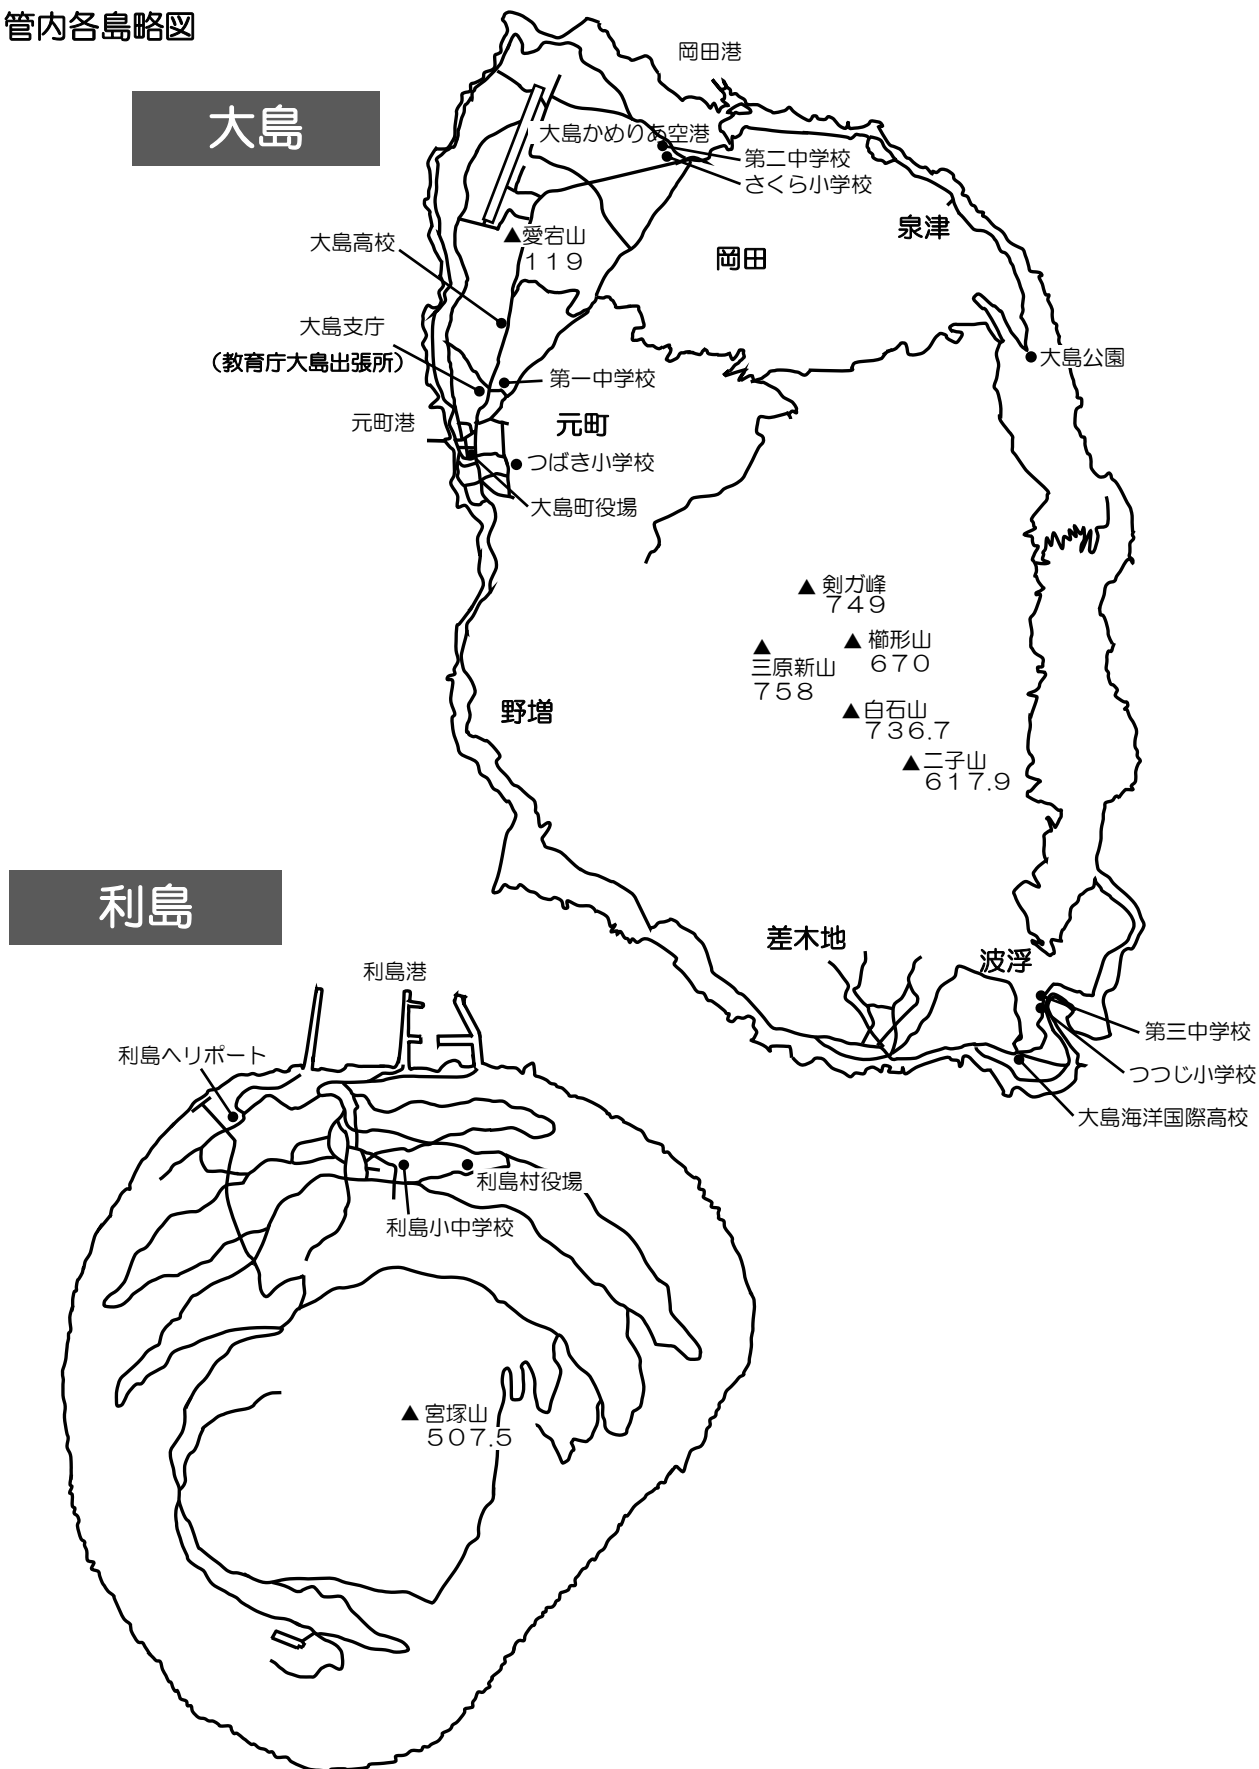 管内各島略図
大島
岡田港
大島かめりあ空港
第二中学校
さくら小学校
泉津
愛宕山
119
大島高校
岡田
大島支庁
（教育庁大島出張所）
大島公園
第一中学校
元町港
元町
つばき小学校
大島町役場
剣ガ峰
749
櫛形山
670
三原新山
758
白石山
736.7
野増
二子山
617.9
差木地
波浮
第三中学校
つつじ小学校
大島海洋国際高校
利島
利島港
利島ヘリポート
利島村役場
利島小中学校
宮塚山
507.5